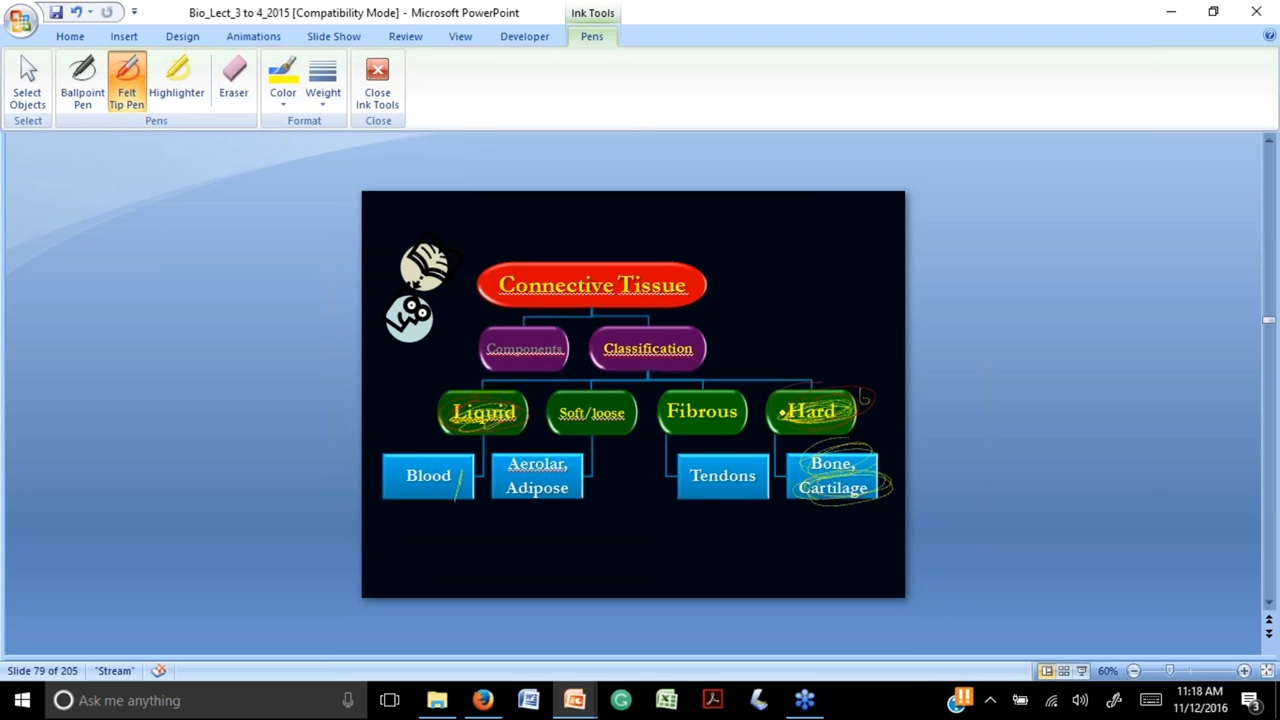 Bio_Lect_3 to 4_2015 [Compatibility Mode] - Microsoft PowerPoint
Ink Tools
Home Insert Design Animations Slide Show Review View Developer Pens
Select Objects
Ballpoint Pen
Felt Tip Pen
Highlighter
Eraser
Color
Weight
Close Ink Tools
Select Pens Format Close
Connective Tissue
Components Classification
Liquid Soft/loose Fibrous •Hard
Blood
Aerolar,
Adipose
Tendons
Bone,
Cartilage
Slide 79 of 205 "Stream" 60%
Ask me anything
11:18 AM
11/12/2016
3